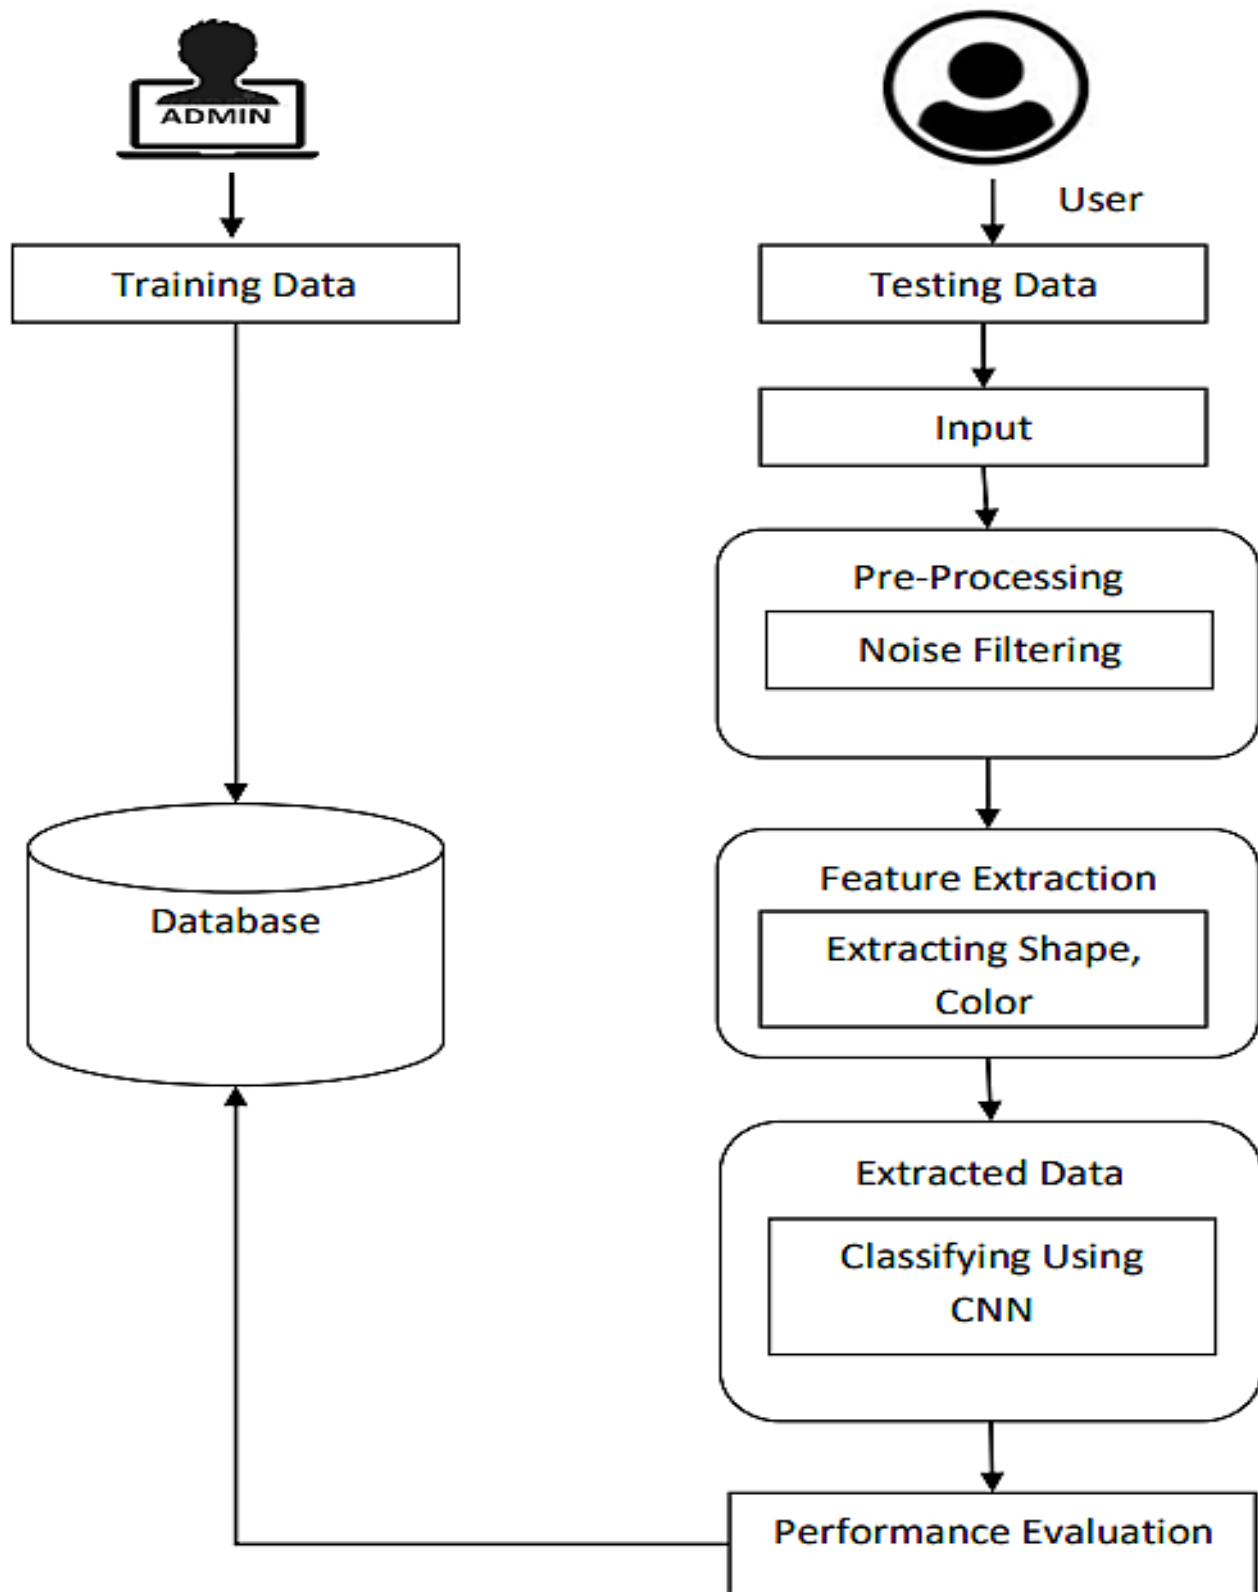 ADMIN
User
Training Data
Testing Data
Input
Pre-Processing
Noise Filtering
Database
Feature Extraction
Extracting Shape,
Color
Extracted Data
Classifying Using
CNN
Performance Evaluation